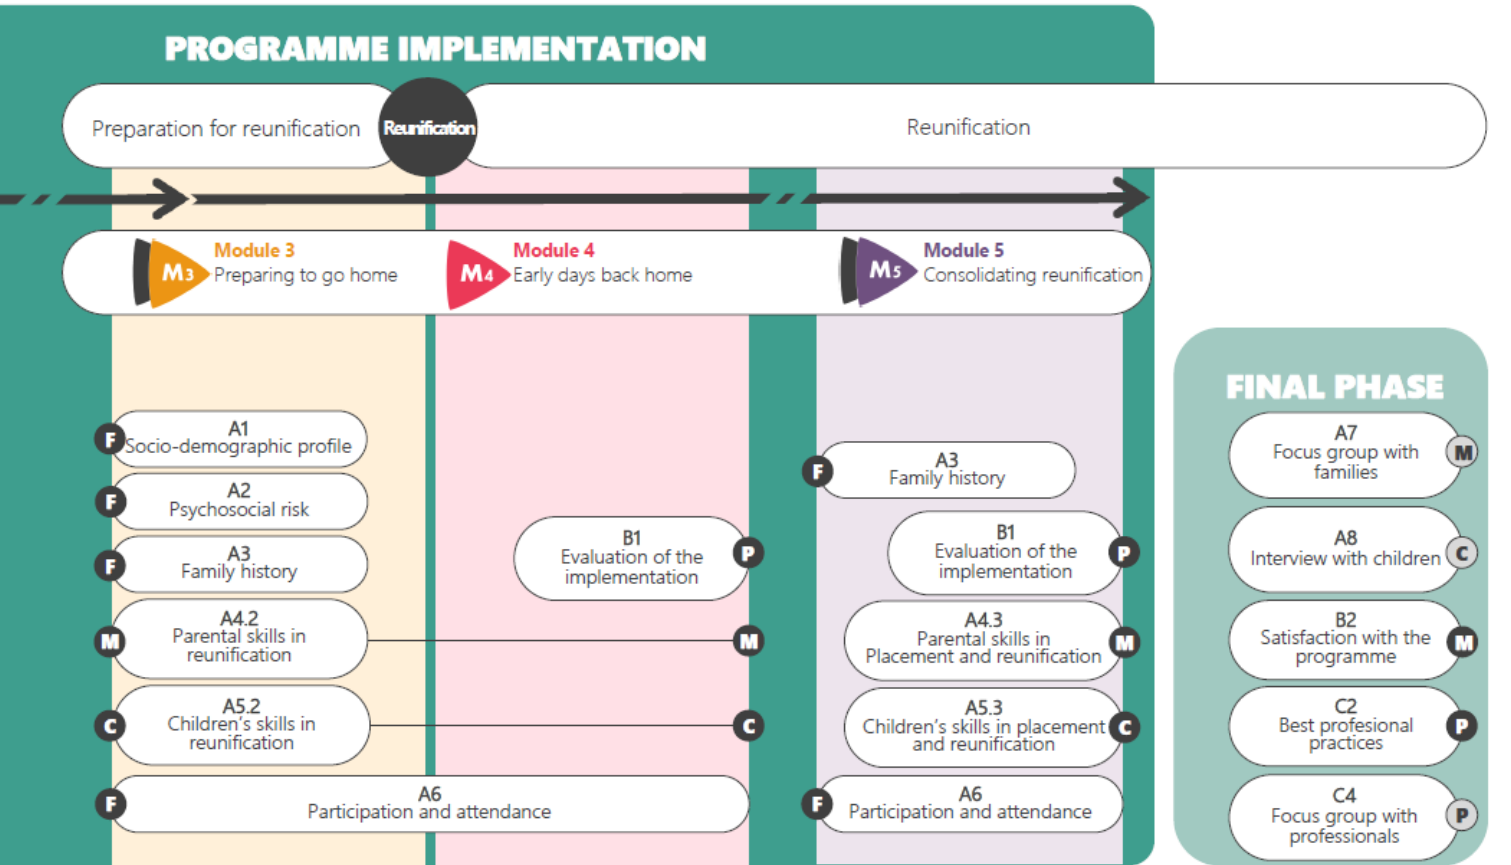 PROGRAMME IMPLEMENTATION
Preparation for reunification
Reunification
Reunification
M3
Module 3
Preparing to go home
M4
Module 4
Early days back home
M5
Module 5
Consolidating reunification
F
A1
Socio-demographic profile
F
A2
Psychosocial risk
F
A3
Family history
M
A4.2
Parental skills in
reunification
M
C
A5.2
Children's skills in
reunification
C
F
A6
Participation and attendance
B1
Evaluation of the
implementation
P
F
A3
Family history
B1
Evaluation of the
implementation
P
A4.3
Parental skills in
Placement and reunification
M
A5.3
Children's skills in placement
and reunification
C
F
A6
Participation and attendance
FINAL PHASE
A7
Focus group with
families
M
A8
Interview with children
C
B2
Satisfaction with the
programme
M
C2
Best profesional
practices
P
C4
Focus group with
professionals
P